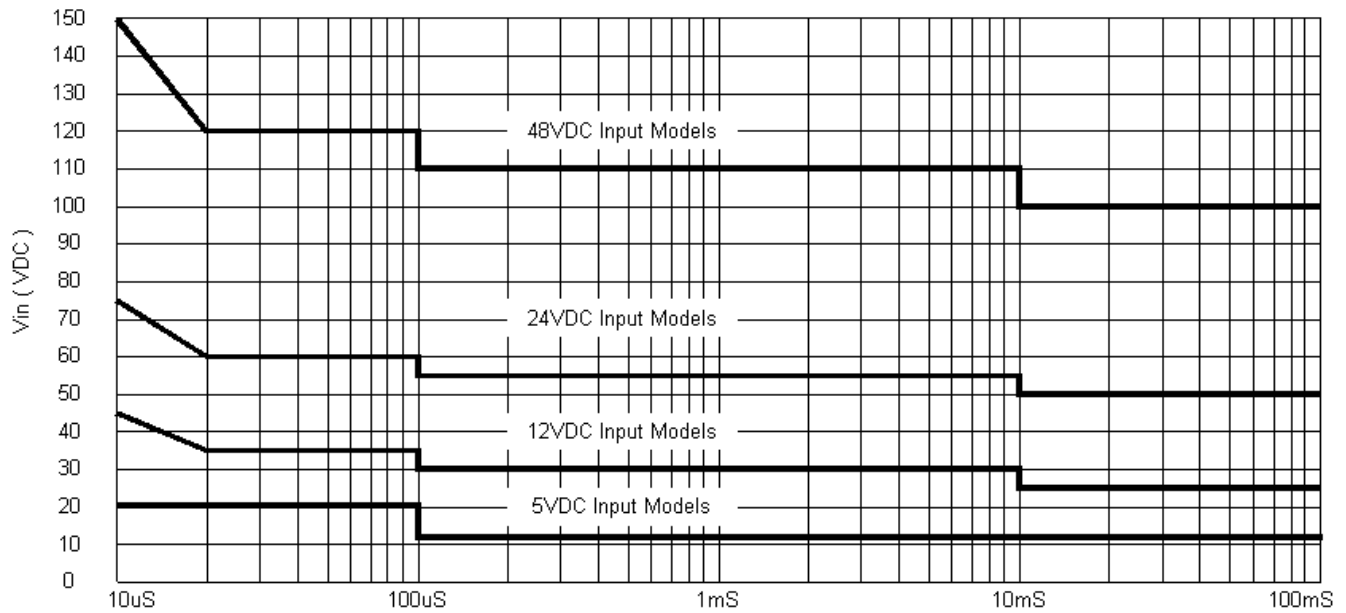 150
140
130
120
110
100
90
80
70
60
50
40
30
20
10
0
Vin ( VDC )
48VDC Input Models
24VDC Input Models
12VDC Input Models
5VDC Input Models
10uS 100uS 1mS 10mS 100mS